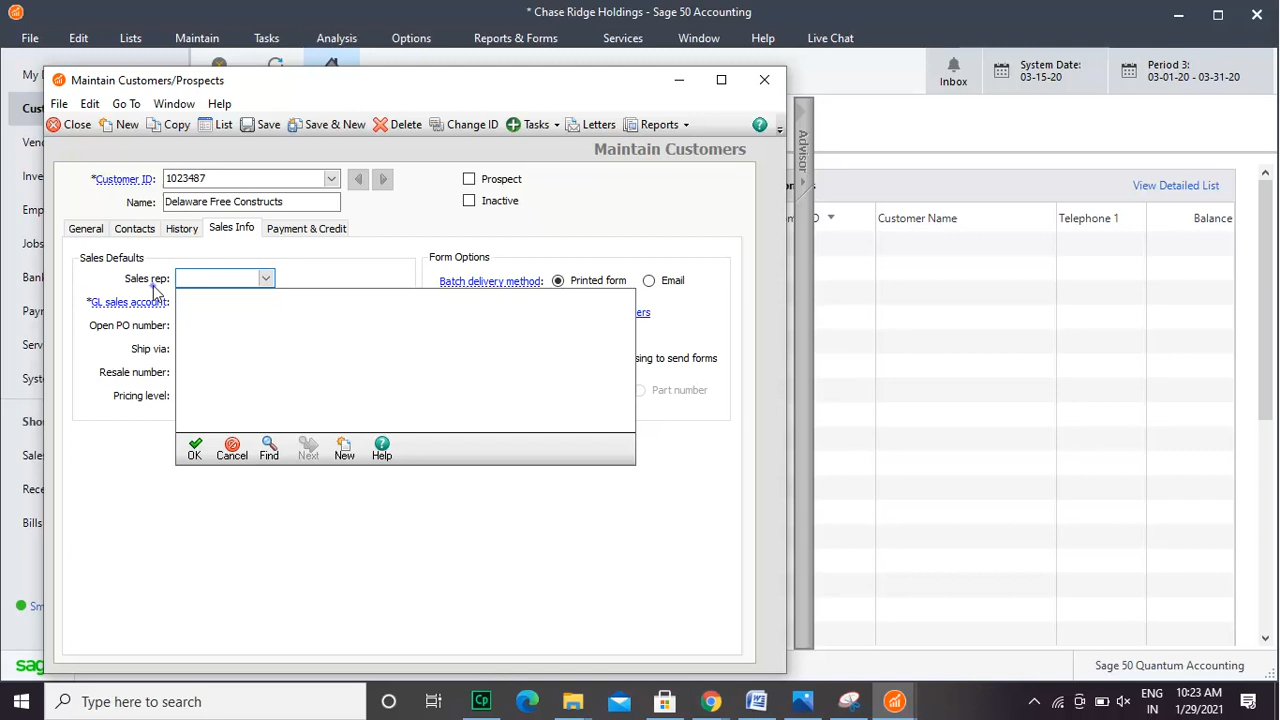 * Chase Ridge Holdings - Sage 50 Accounting
File Edit Lists Maintain Tasks Analysis Options Reports & Forms Services Window Help Live Chat
Inbox
System Date:
03-15-20
Period 3:
03-01-20 - 03-31-20
Maintain Customers/Prospects
File Edit Go To Window Help
Close New Copy List Save Save & New Delete Change ID Tasks Letters Reports
Maintain Customers
*Customer ID: 1023487
Prospect
Name: Delaware Free Constructs
Inactive
General Contacts History Sales Info Payment & Credit
Sales Defaults
Form Options
Sales rep:
Batch delivery method: Printed form Email
*GL sales account:
Open PO number:
Ship via:
Resale number:
Part number
Pricing level:
OK Cancel Find Next New Help
Advisor
View Detailed List
Customer Name Telephone 1 Balance
sage
Sage 50 Quantum Accounting
Type here to search
ENG
IN
10:23 AM
1/29/2021